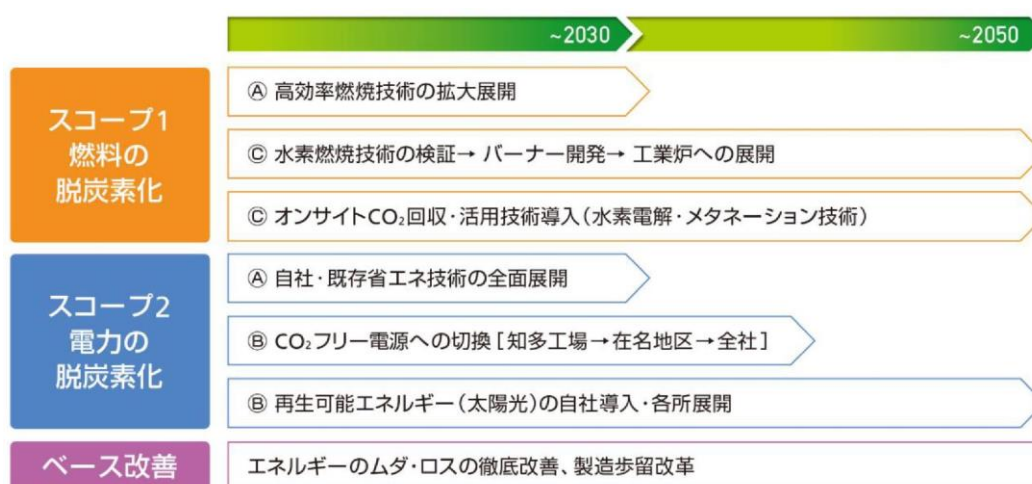 ~2030
~2050
スコープ1
燃料の
脱炭素化
Ⓐ 高効率燃焼技術の拡大展開
Ⓒ 水素燃焼技術の検証→ バーナー開発→ 工業炉への展開
Ⓒ オンサイトCO₂回収・活用技術導入(水素電解・メタネーション技術)
スコープ2
電力の
脱炭素化
Ⓐ 自社・既存省エネ技術の全面展開
Ⓑ CO₂フリー電源への切換[知多工場→在名地区→全社]
Ⓑ 再生可能エネルギー(太陽光)の自社導入・各所展開
ベース改善
エネルギーのムダ・ロスの徹底改善、製造歩留改革